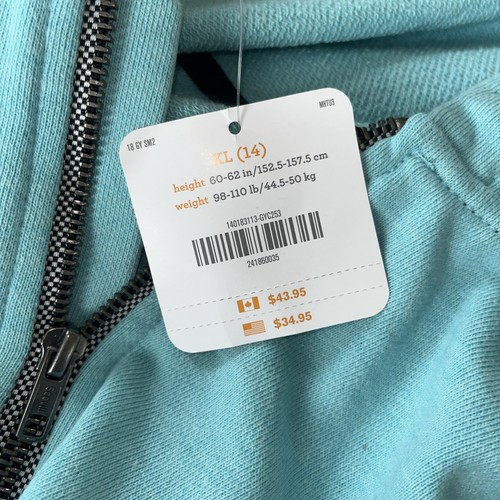 18 GY SM2
MH7U3
XL (14)
height 60-62 in/152.5-157.5 cm
weight 98-110 lb/44.5-50 kg
140183113-GYC253
241860035
$43.95
$34.95